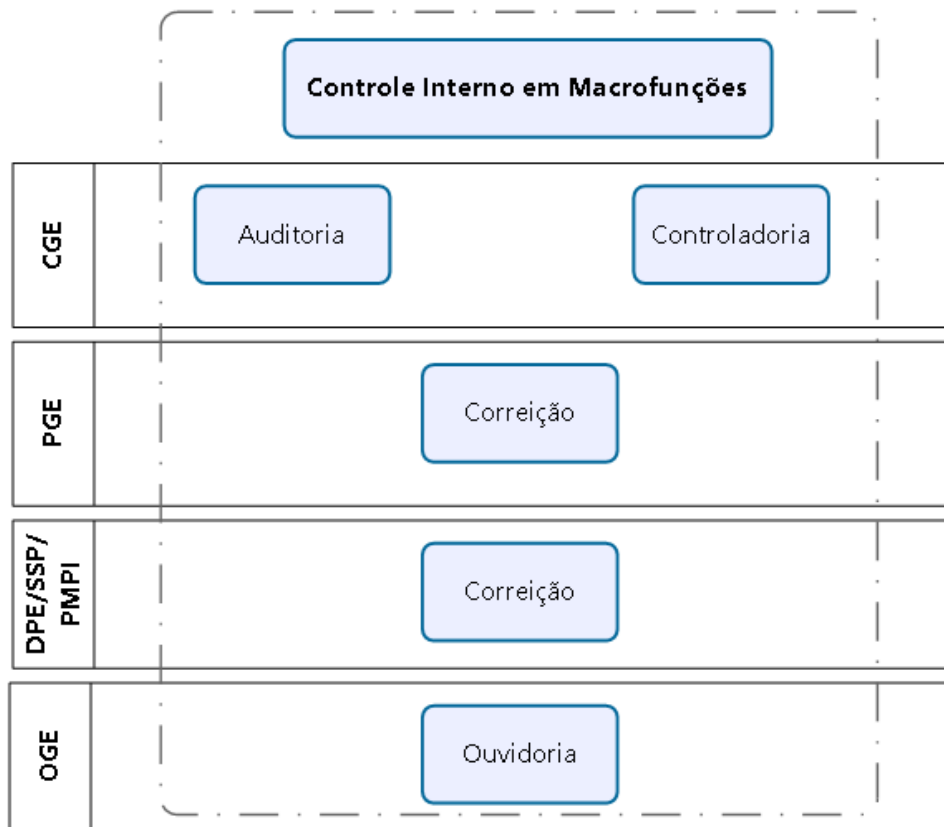 Controle Interno em Macrofunções
CGE
Auditoria
Controladoria
PGE
Correição
DPE/SSP/
PMPI
Correição
OGE
Ouvidoria